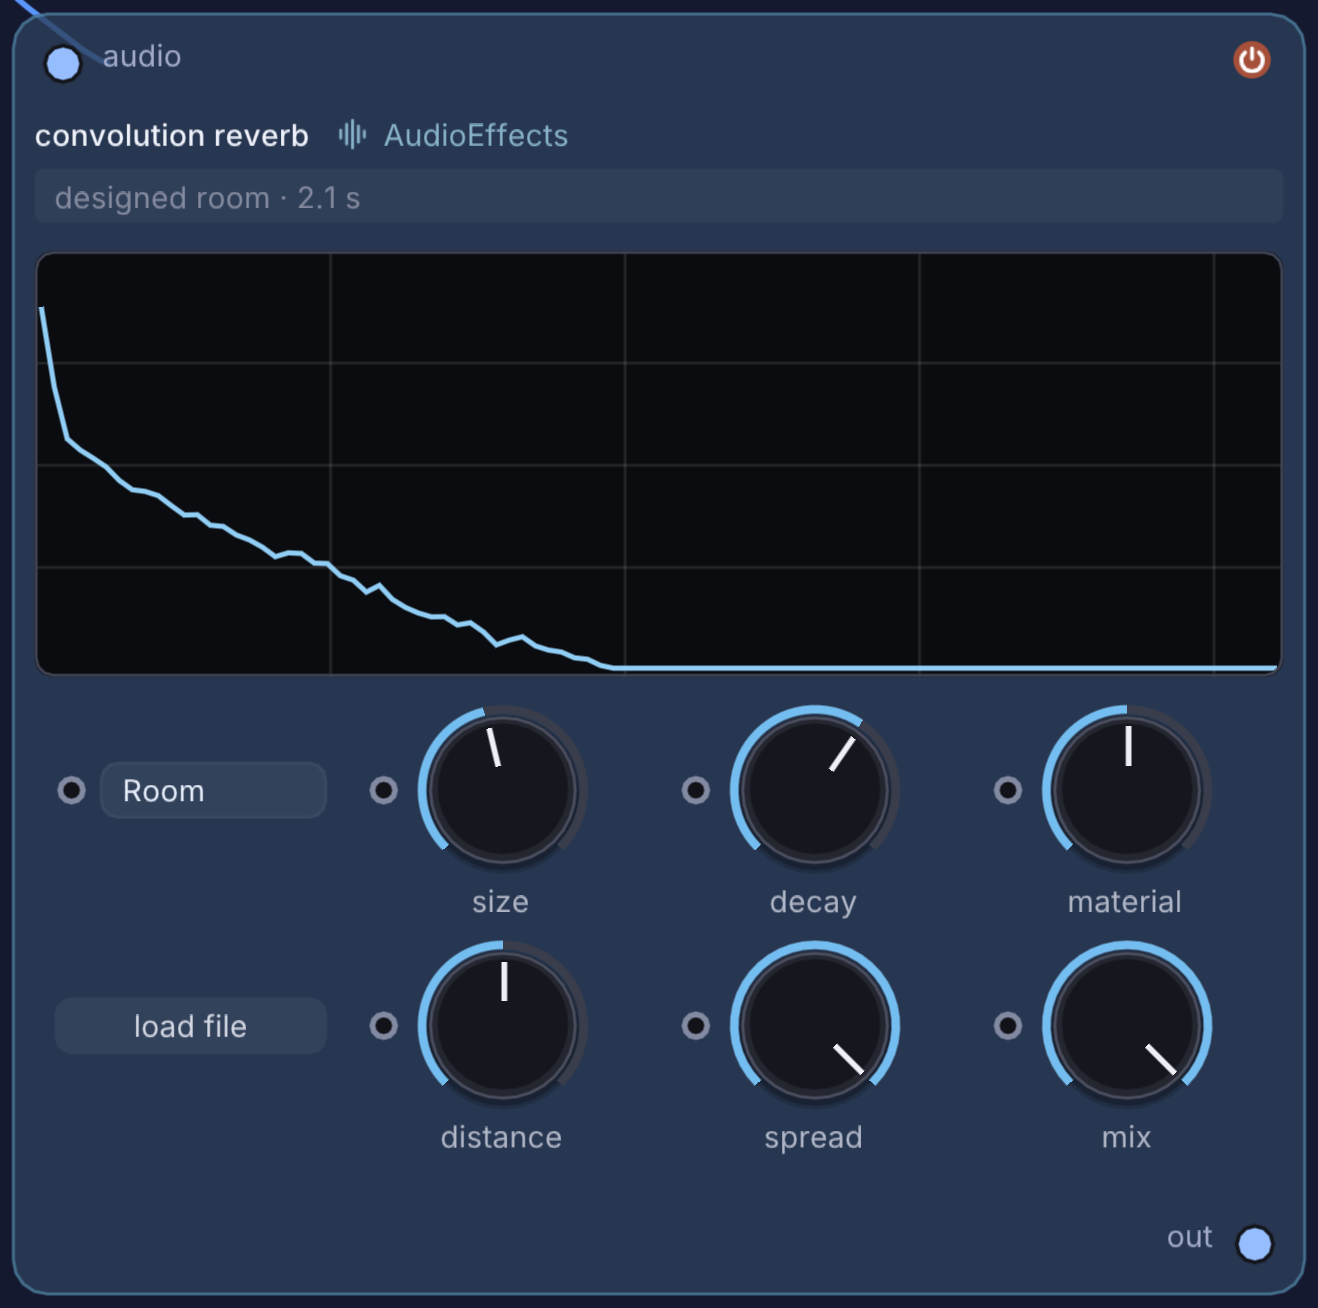 audio
convolution reverb AudioEffects
designed room · 2.1 s
Room
size decay material
load file
distance spread mix
out